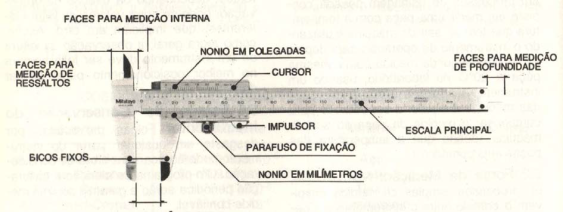 FACES PARA MEDIÇÃO INTERNA
NONIO EM POLEGADAS
CURSOR
FACES PARA
MEDIÇÃO DE
RESSALTOS
FACES PARA MEDIÇÃO
DE PROFUNDIDADE
Mitutoyo
IMPULSOR
ESCALA PRINCIPAL
PARAFUSO DE FIXAÇÃO
BICOS FIXOS
NONIO EM MILÍMETROS